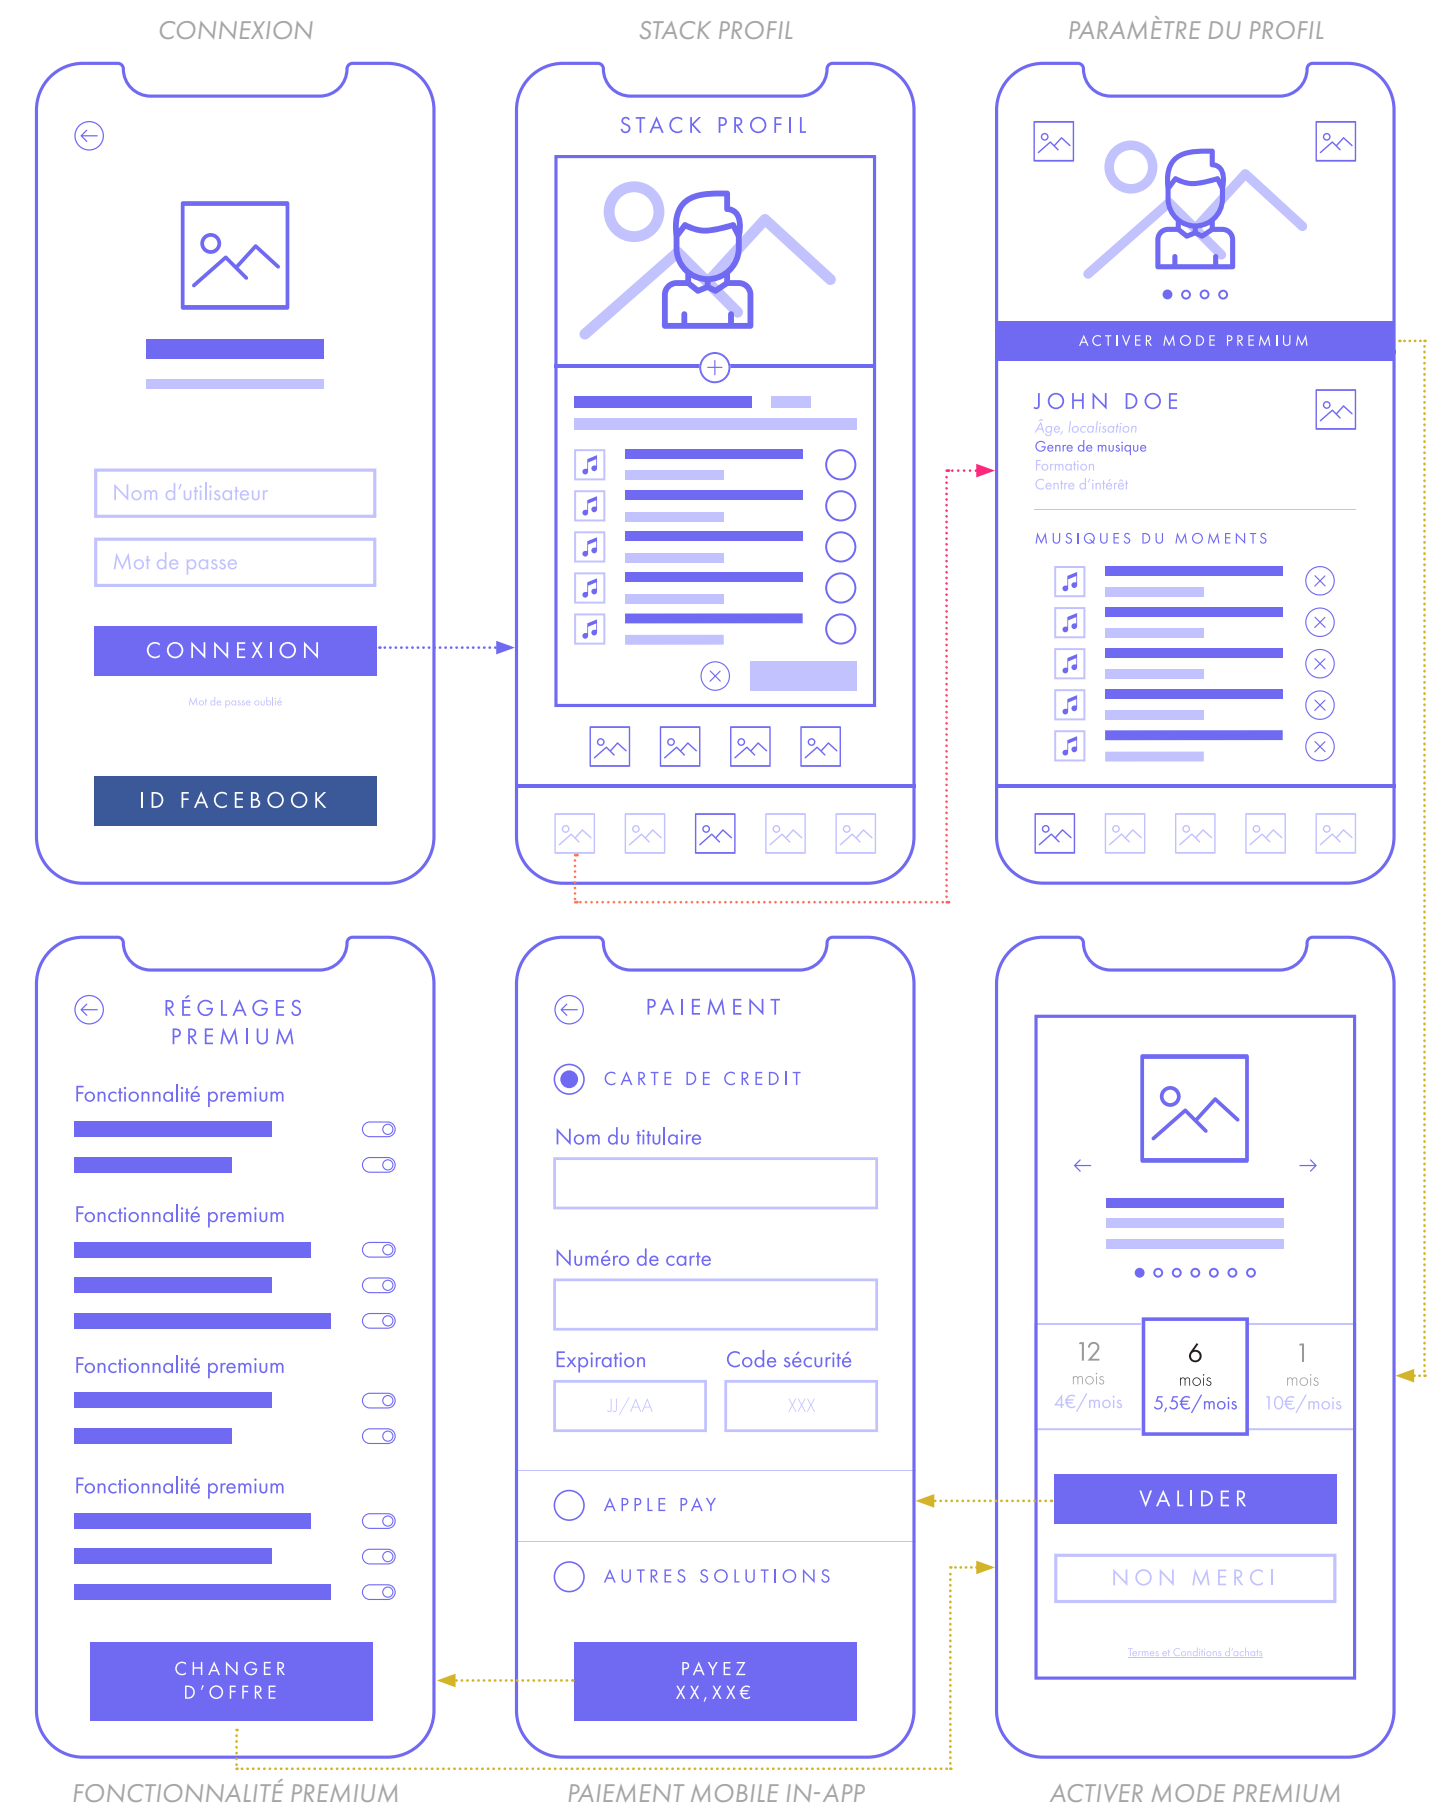 CONNEXION
Nom d'utilisateur
Mot de passe
CONNEXION
Mot de passe oublié
ID FACEBOOK
STACK PROFIL
STACK PROFIL
PARAMÈTRE DU PROFIL
ACTIVER MODE PREMIUM
JOHN DOE
Âge, localisation
Genre de musique
Formation
Centre d'intérêt
MUSIQUES DU MOMENTS
RÉGLAGES
PREMIUM
Fonctionnalité premium
Fonctionnalité premium
Fonctionnalité premium
Fonctionnalité premium
CHANGER
D'OFFRE
FONCTIONNALITÉ PREMIUM
PAIEMENT
CARTE DE CREDIT
Nom du titulaire
Numéro de carte
Expiration Code sécurité
JJ/AA XXX
APPLE PAY
AUTRES SOLUTIONS
PAYEZ
XX,XX€
PAIEMENT MOBILE IN-APP
12 6 1
mois mois mois
4€/mois 5,5€/mois 10€/mois
VALIDER
NON MERCI
Termes et Conditions d'achats
ACTIVER MODE PREMIUM